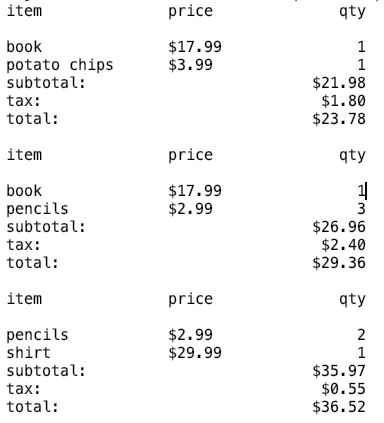 item price qty
book $17.99 1
potato chips $3.99 1
subtotal: $21.98
tax: $1.80
total: $23.78
item price qty
book $17.99 1
pencils $2.99 3
subtotal: $26.96
tax: $2.40
total: $29.36
item price qty
pencils $2.99 2
shirt $29.99 1
subtotal: $35.97
tax: $0.55
total: $36.52